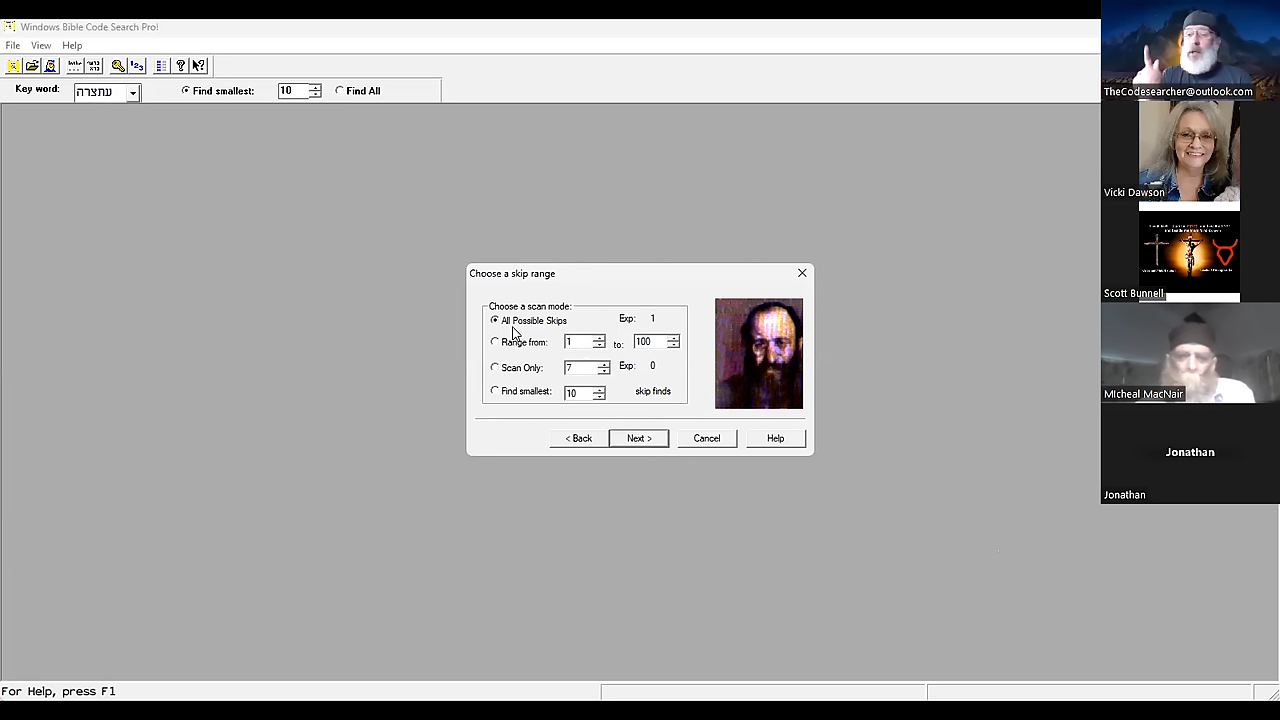 Windows Bible Code Search Pro!
File View Help
Key word: עתצרה Find smallest: 10 Find All
Choose a skip range
Choose a scan mode:
All Possible Skips Exp: 1
Range from: 1 to: 100
Scan Only: 7 Exp: 0
Find smallest: 10 skip finds
< Back Next > Cancel Help
For Help, press F1
TheCodesearcher@outlook.com
Vicki Dawson
Scott Bunnell
MIcheal MacNair
Jonathan
Jonathan